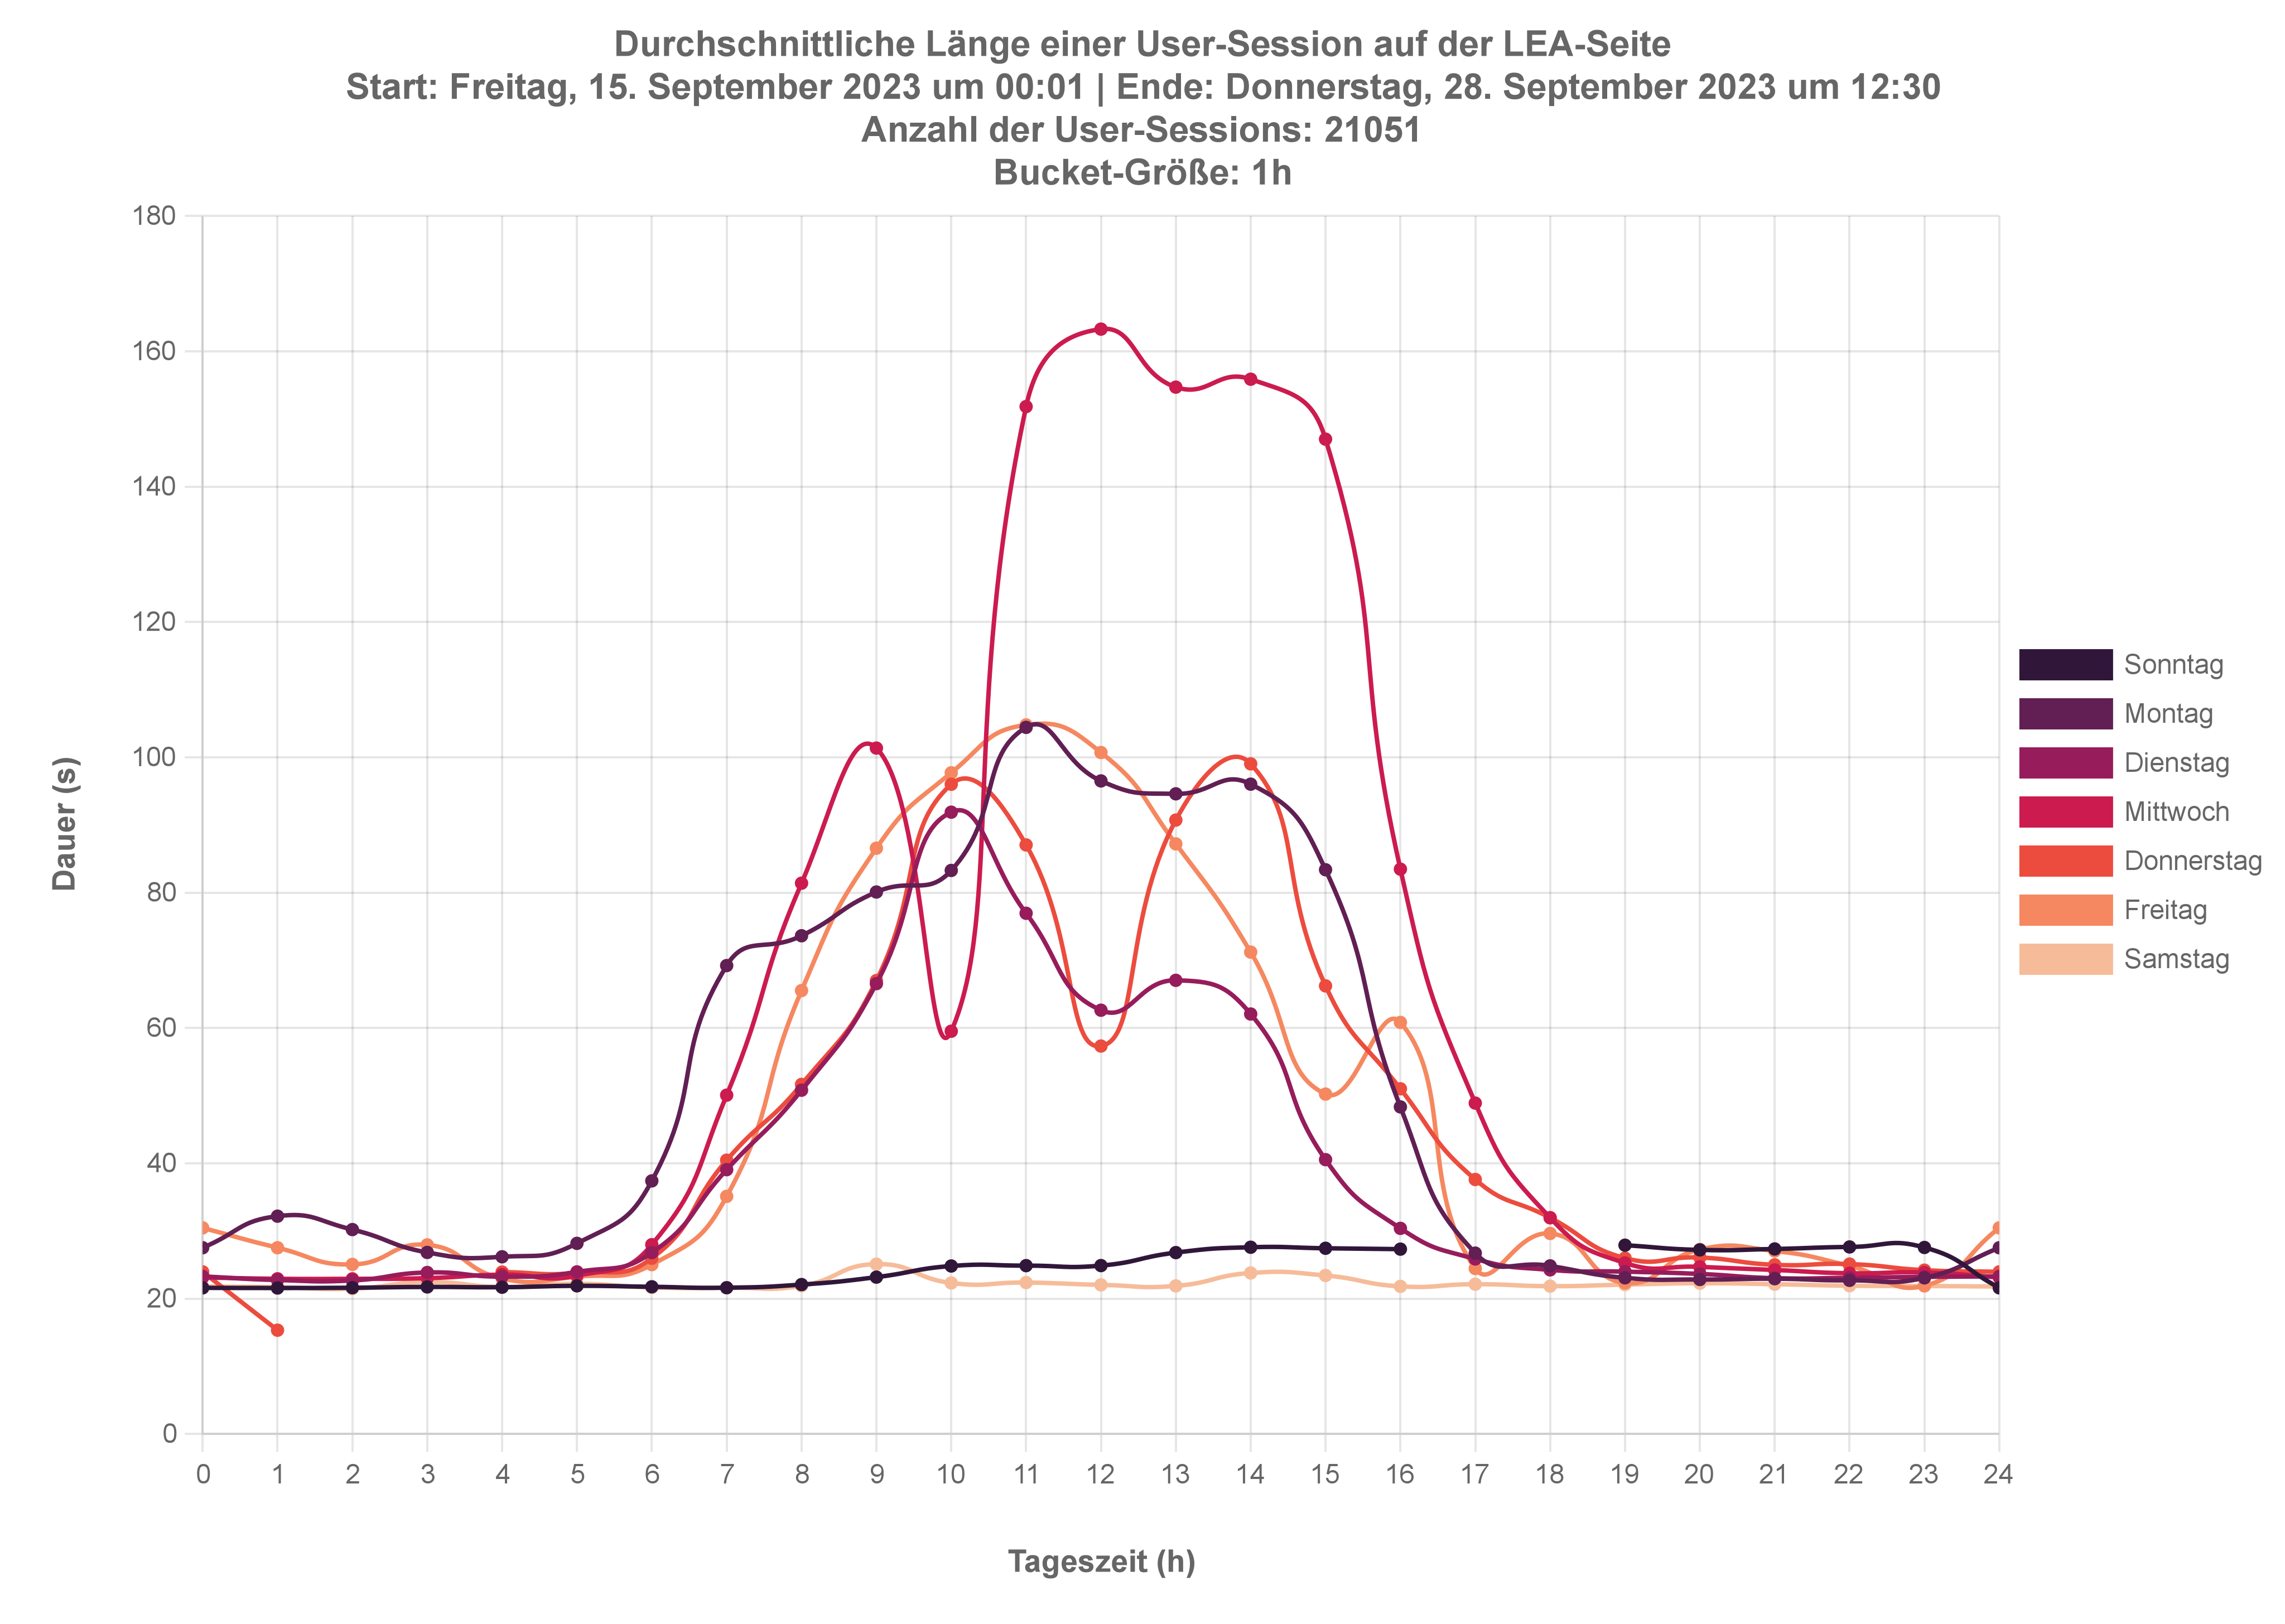 Durchschnittliche Länge einer User-Session auf der LEA-Seite
Start: Freitag, 15. September 2023 um 00:01 | Ende: Donnerstag, 28. September 2023 um 12:30
Anzahl der User-Sessions: 21051
Bucket-Größe: 1h
180
160
140
120
100
80
60
40
20
0
Dauer (s)
0 1 2 3 4 5 6 7 8 9 10 11 12 13 14 15 16 17 18 19 20 21 22 23 24
Tageszeit (h)
Sonntag
Montag
Dienstag
Mittwoch
Donnerstag
Freitag
Samstag